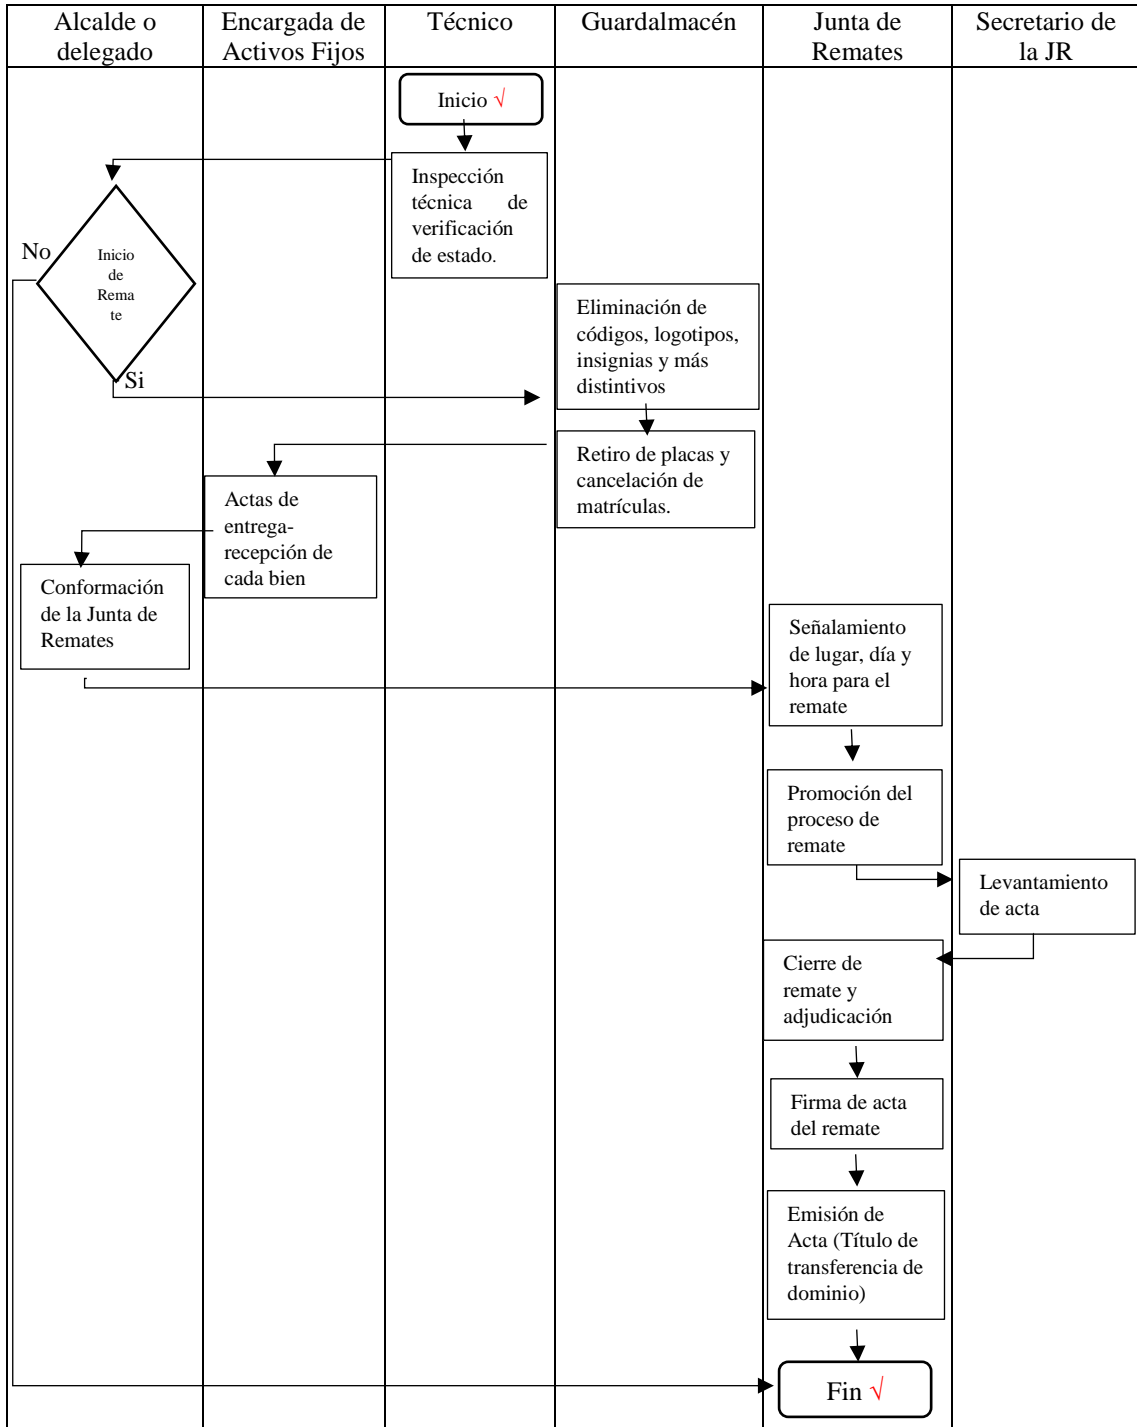 Alcalde o
delegado
Encargada de
Activos Fijos
Técnico
Guardalmacén
Junta de
Remates
Secretario de
la JR
Inicio √
Inspección
técnica de
verificación
de estado.
No
Inicio
de
Rema
te
Si
Eliminación de
códigos, logotipos,
insignias y más
distintivos
Retiro de placas y
cancelación de
matrículas.
Actas de
entrega-
recepción de
cada bien
Conformación
de la Junta de
Remates
Señalamiento
de lugar, día y
hora para el
remate
Promoción del
proceso de
remate
Levantamiento
de acta
Cierre de
remate y
adjudicación
Firma de acta
del remate
Emisión de
Acta (Título de
transferencia de
dominio)
Fin √